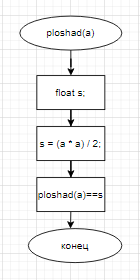 ploshad(a)
float s;
s = (a * a) / 2;
ploshad(a)==s
конец